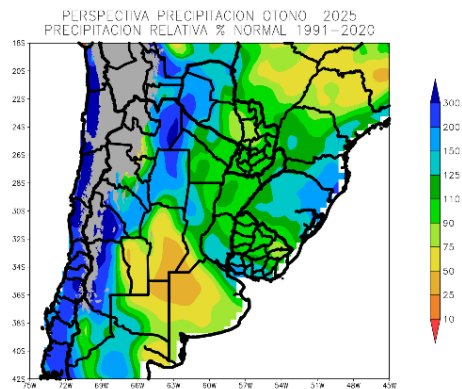 PERSPECTIVA PRECIPITACION OTONO 2025
PRECIPITACION RELATIVA % NORMAL 1991-2020
18S
20S
22S
24S
26S
28S
30S
32S
34S
36S
38S
40S
42S
75W 72W 69W 66W 63W 60W 57W 54W 51W 48W 45W
300
200
150
125
110
100
90
75
50
25
10